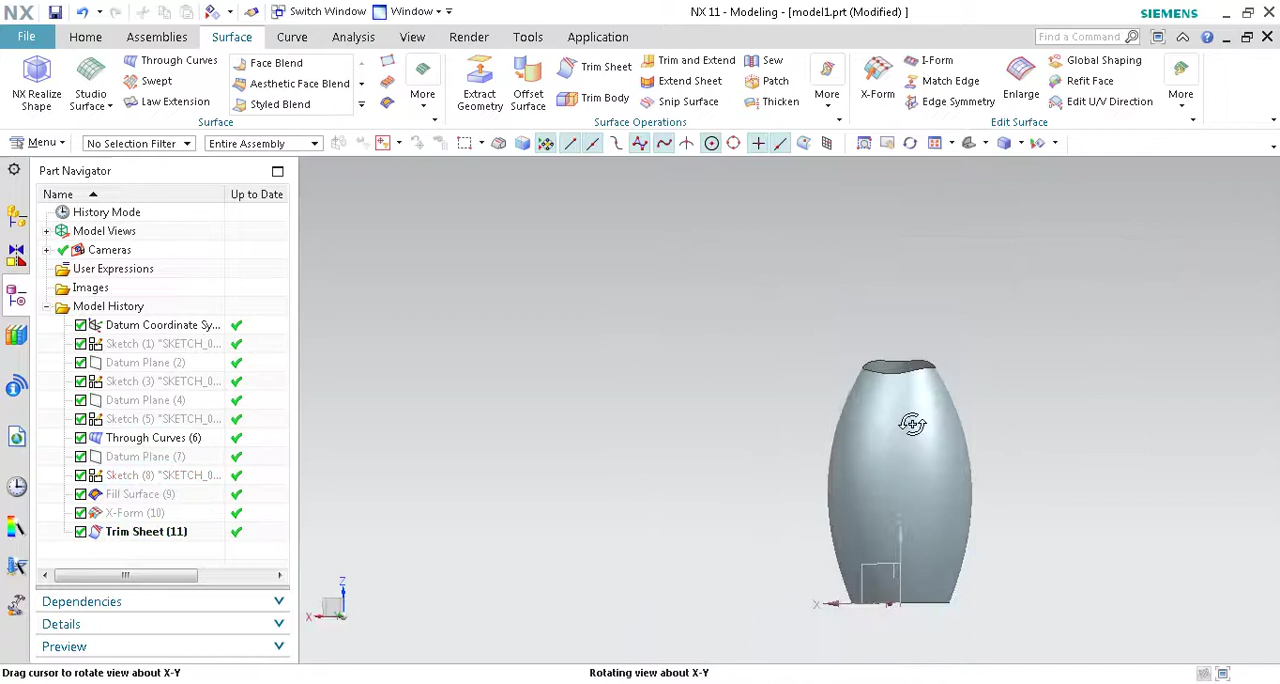 NX Switch Window Window NX 11 - Modeling - [model1.prt (Modified) ] SIEMENS
File Home Assemblies Surface Curve Analysis View Render Tools Application Find a Command
NX Realize Shape
Studio Surface
Through Curves
Swept
Law Extension
Face Blend
Aesthetic Face Blend
Styled Blend
More
Surface
Extract Geometry
Offset Surface
Trim Sheet
Trim Body
Trim and Extend
Extend Sheet
Snip Surface
Sew
Patch
Thicken
More
Surface Operations
X-Form
I-Form
Match Edge
Edge Symmetry
Enlarge
Global Shaping
Refit Face
Edit U/V Direction
More
Edit Surface
Menu No Selection Filter Entire Assembly
Part Navigator
Name Up to Date
History Mode
Model Views
Cameras
User Expressions
Images
Model History
Datum Coordinate Sy...
Sketch (1) "SKETCH_0...
Datum Plane (2)
Sketch (3) "SKETCH_0...
Datum Plane (4)
Sketch (5) "SKETCH_0...
Through Curves (6)
Datum Plane (7)
Sketch (8) "SKETCH_0...
Fill Surface (9)
X-Form (10)
Trim Sheet (11)
Dependencies
Details
Preview
Z
X
X
Drag cursor to rotate view about X-Y Rotating view about X-Y